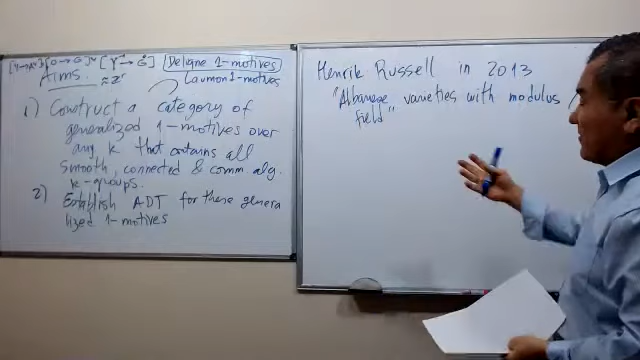 [Y→G] [Deligne 1-motives]
Aims. ≈ Zʳ Laumon 1-motives
1) Construct a category of
generalized 1-motives over
any k that contains all
smooth, connected & comm. alg.
k-groups.
2) Establish ADT for these genera
lized 1-motives
Henrik Russell in 2013
"Albanese varieties with modulus
field"